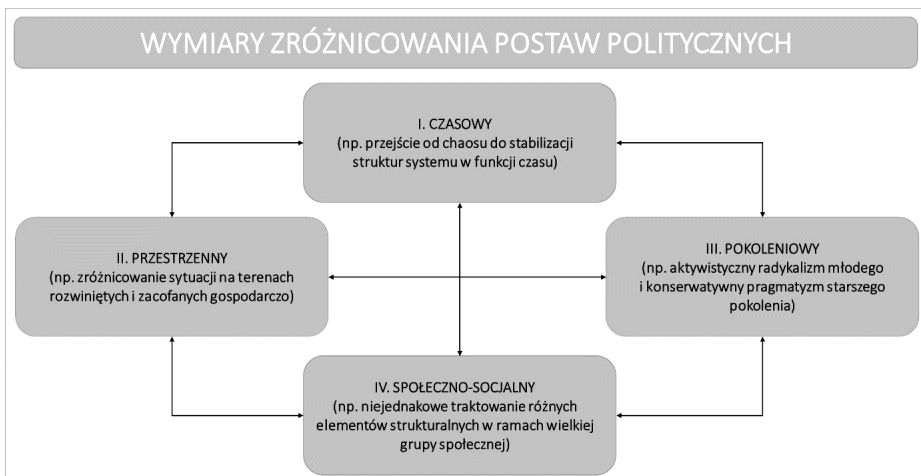 WYMIARY ZRÓŻNICOWANIA POSTAW POLITYCZNYCH
I. CZASOWY
(np. przejście od chaosu do stabilizacji
struktur systemu w funkcji czasu)
II. PRZESTRZENNY
(np. zróżnicowanie sytuacji na terenach
rozwiniętych i zacofanych gospodarczo)
III. POKOLENIOWY
(np. aktywistyczny radykalizm młodego
i konserwatywny pragmatyzm starszego
pokolenia)
IV. SPOŁECZNO-SOCJALNY
(np. niejednakowe traktowanie różnych
elementów strukturalnych w ramach wielkiej
grupy społecznej)